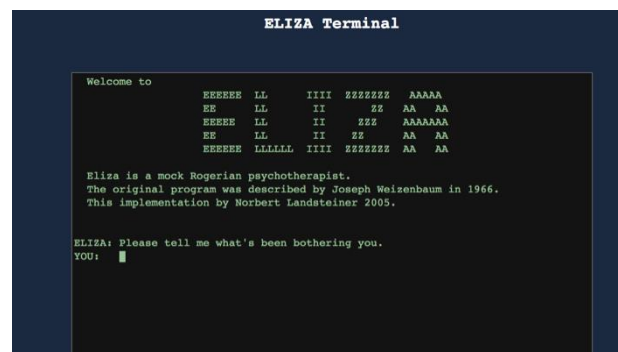 ELIZA Terminal
Welcome to
EEEEEE LL IIII ZZZZZZZ AAAAA
EE LL II ZZ AA AA
EEEEE LL II ZZZ AAAAAAA
EE LL II ZZ AA AA
EEEEEE LLLLLL IIII ZZZZZZZ AA AA
Eliza is a mock Rogerian psychotherapist.
The original program was described by Joseph Weizenbaum in 1966.
This implementation by Norbert Landsteiner 2005.
ELIZA: Please tell me what's been bothering you.
YOU: